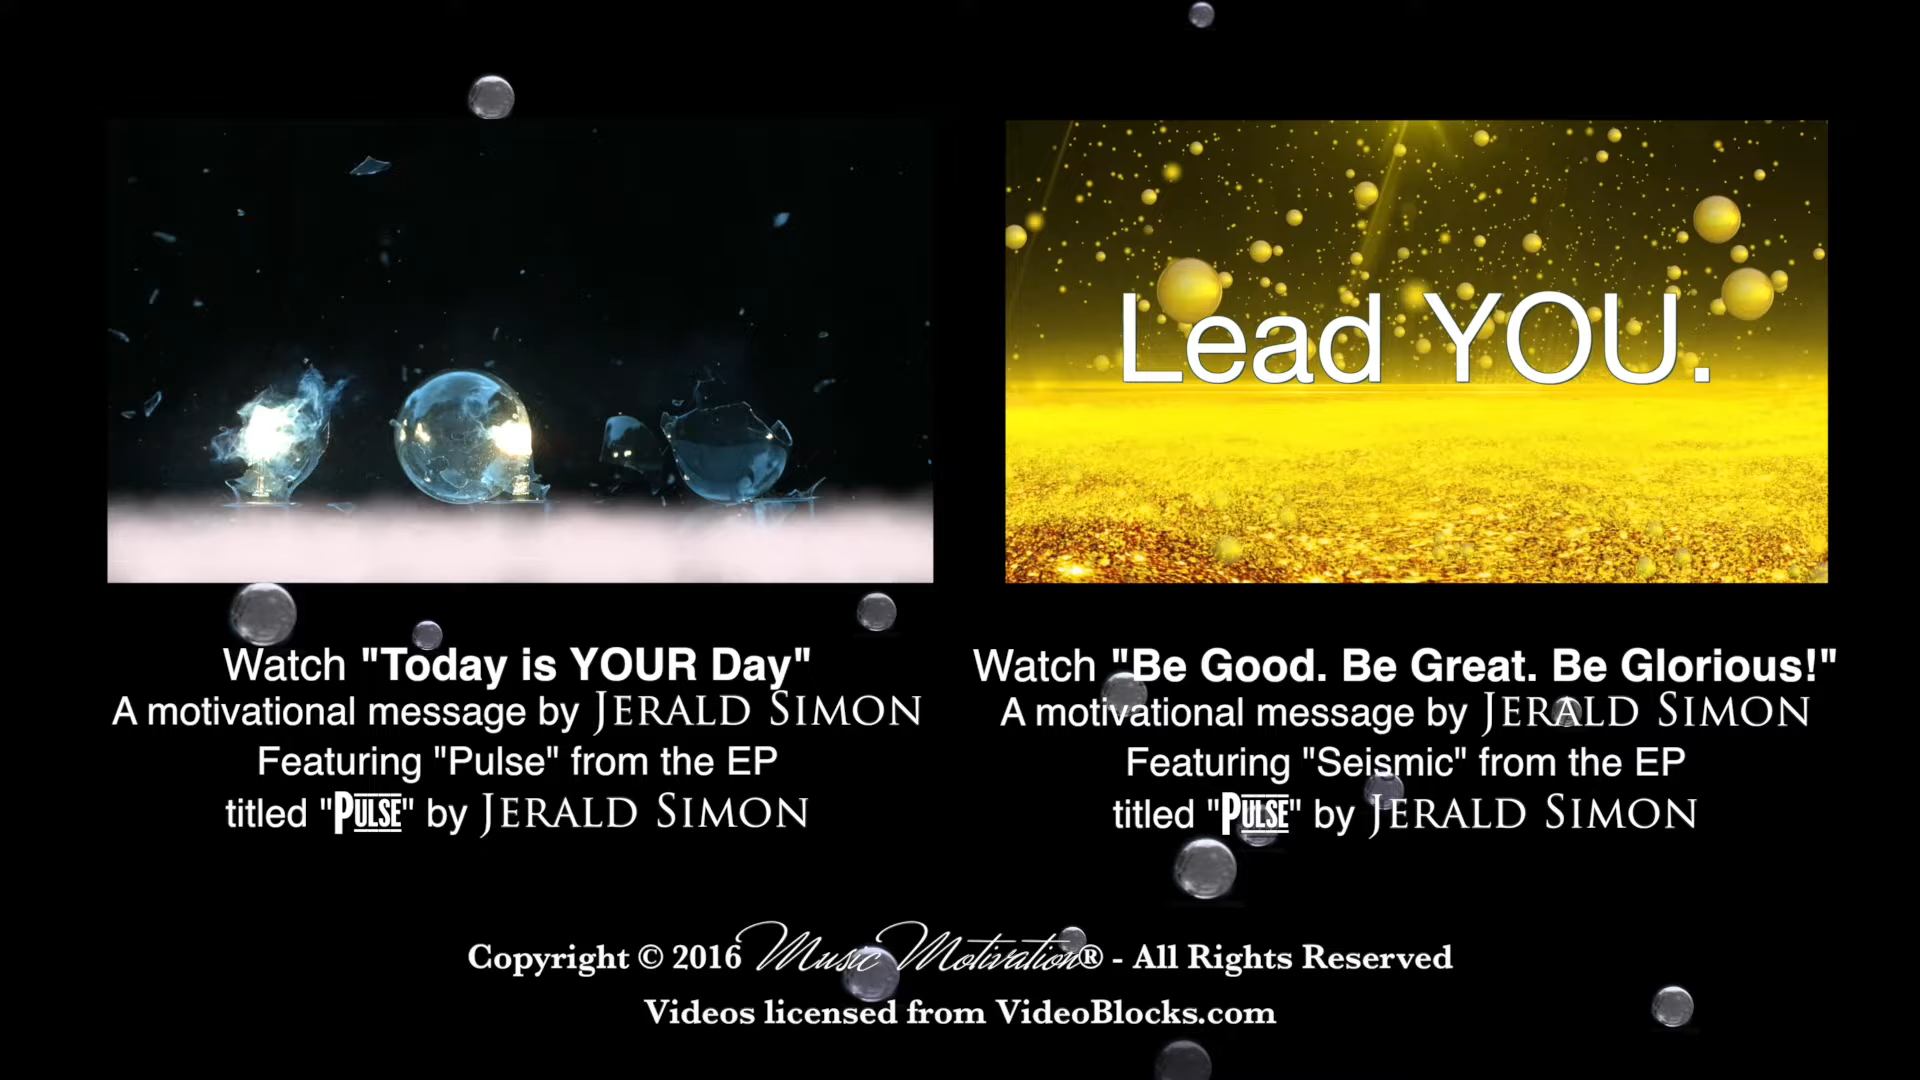 Lead YOU.
Watch "Today is YOUR Day"
A motivational message by JERALD SIMON
Featuring "Pulse" from the EP
titled "PULSE" by JERALD SIMON
Watch "Be Good. Be Great. Be Glorious!"
A motivational message by JERALD SIMON
Featuring "Seismic" from the EP
titled "PULSE" by JERALD SIMON
Copyright © 2016 Music Motivation® - All Rights Reserved
Videos licensed from VideoBlocks.com